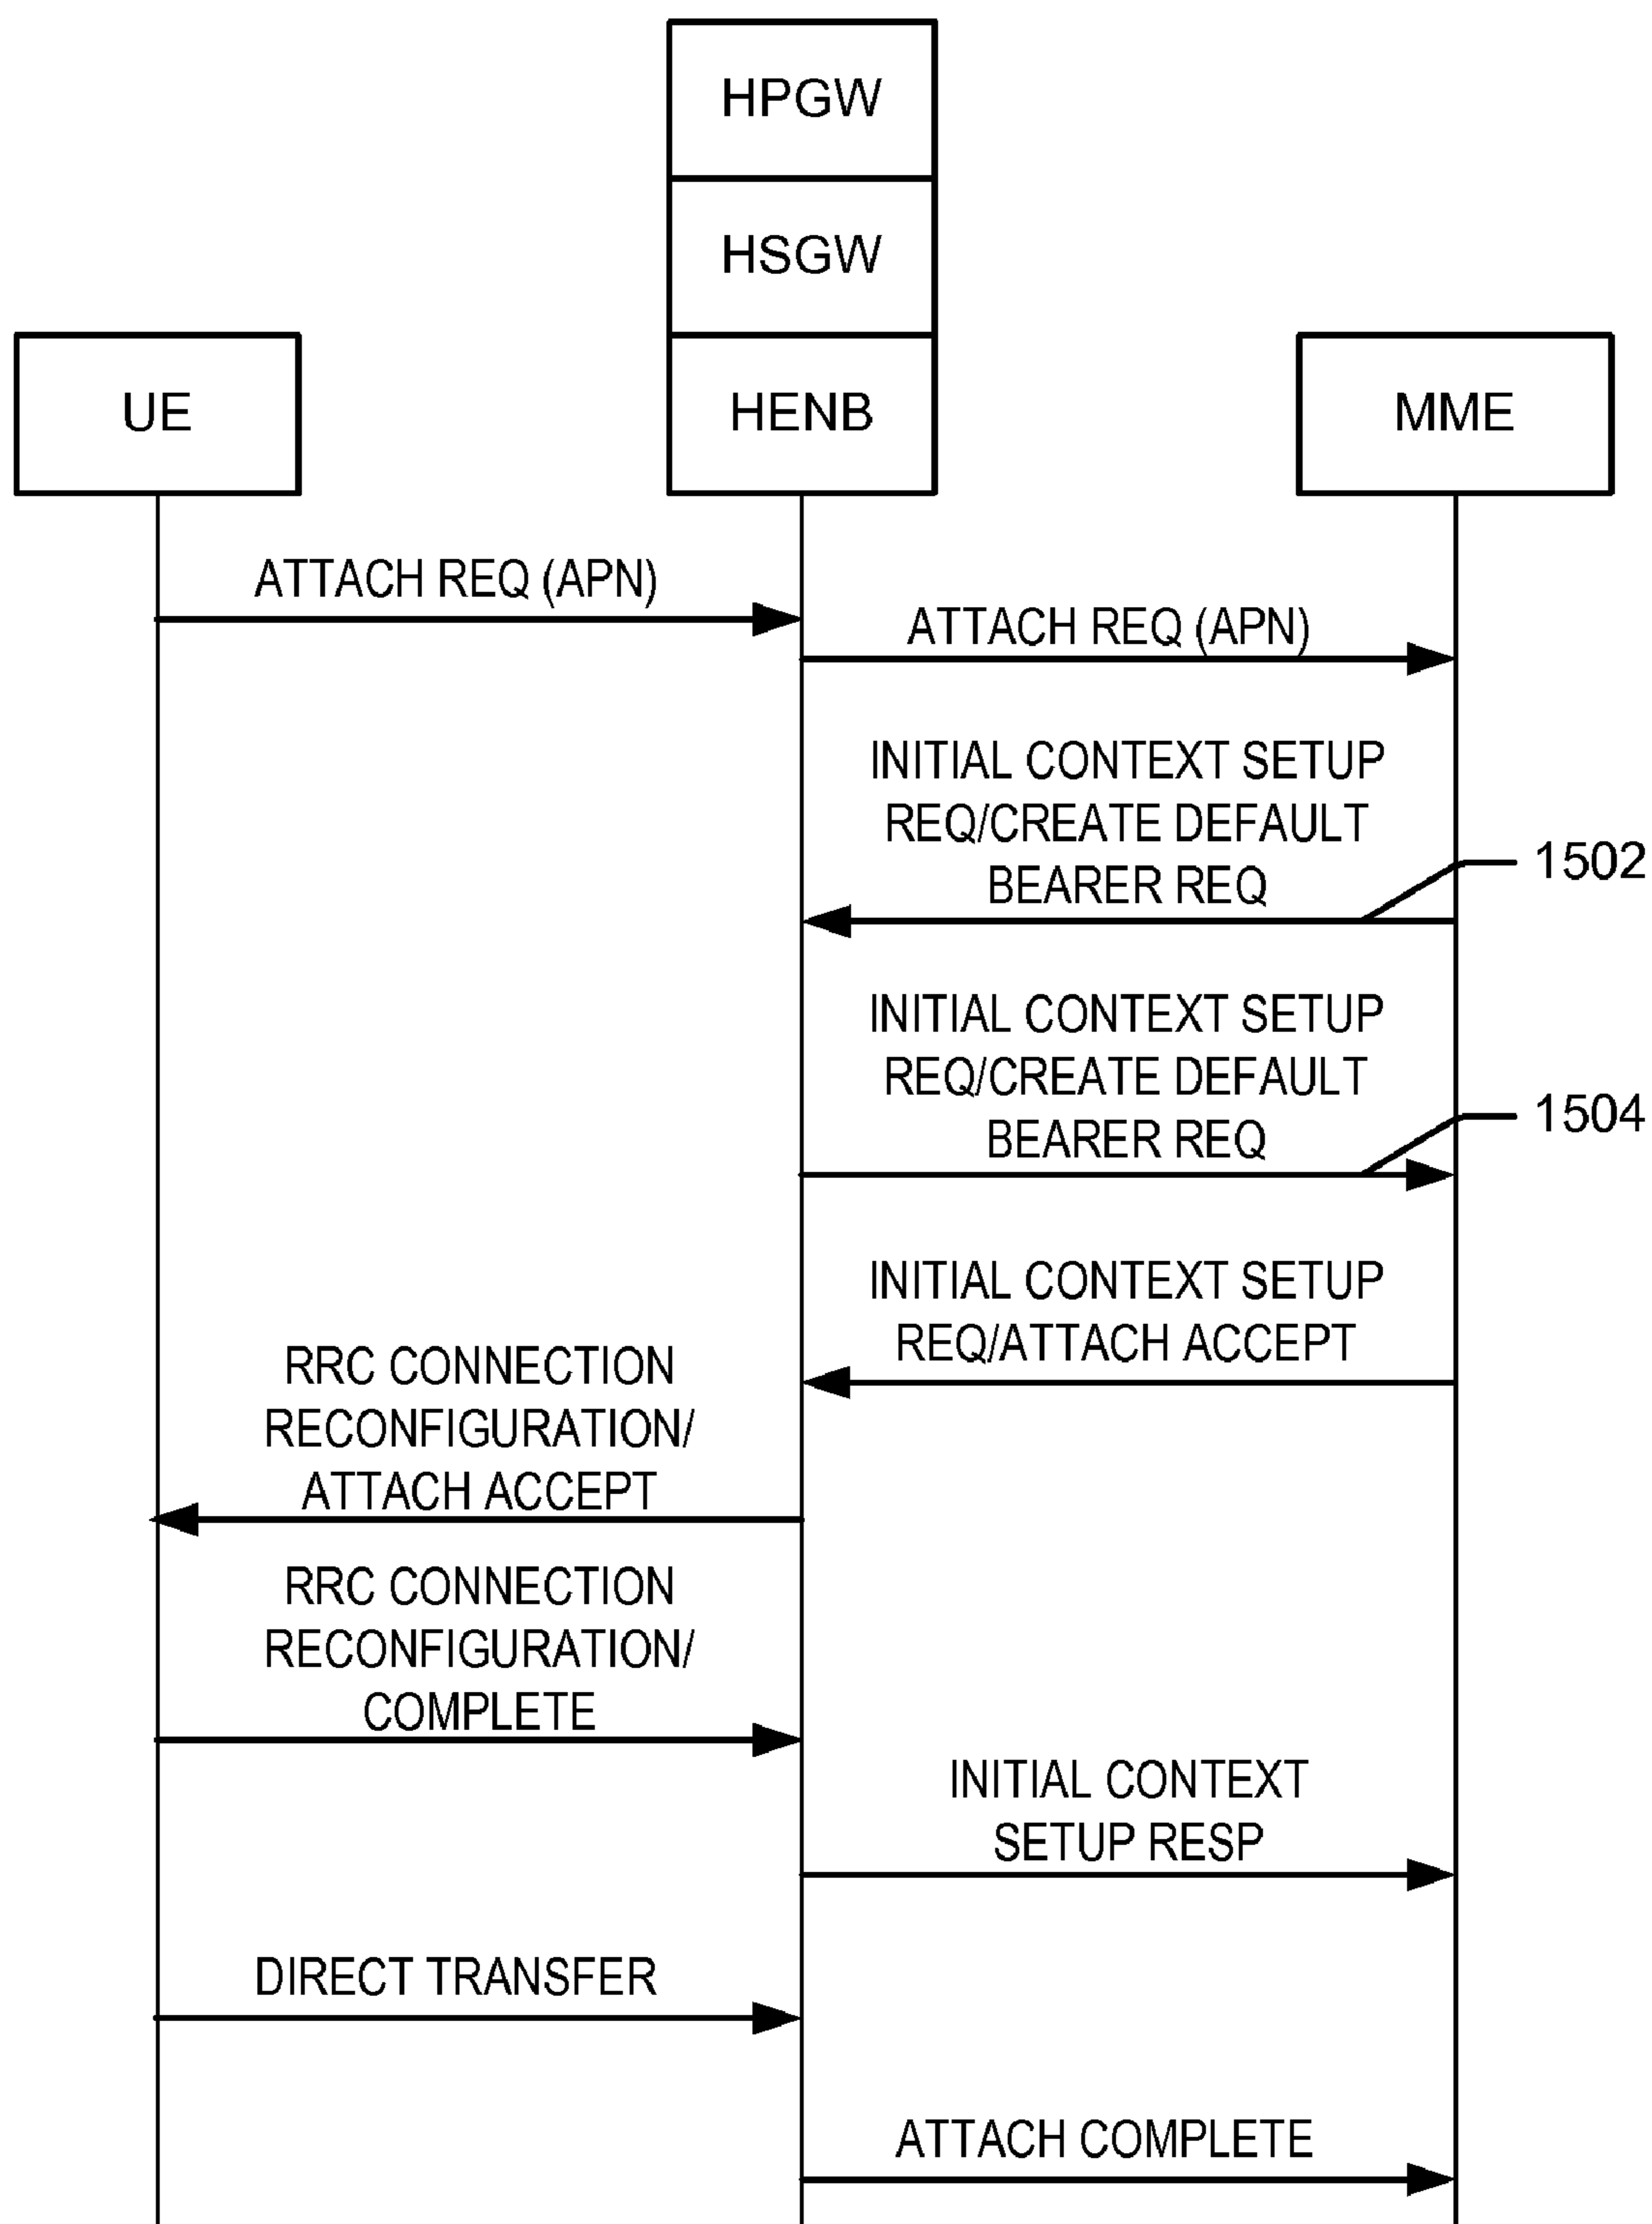 HPGW
HSGW
UE
HENB
MME
ATTACH REQ (APN)
ATTACH REQ (APN)
INITIAL CONTEXT SETUP
REQ/CREATE DEFAULT
BEARER REQ
1502
INITIAL CONTEXT SETUP
REQ/CREATE DEFAULT
BEARER REQ
1504
INITIAL CONTEXT SETUP
REQ/ATTACH ACCEPT
RRC CONNECTION
RECONFIGURATION/
ATTACH ACCEPT
RRC CONNECTION
RECONFIGURATION/
COMPLETE
INITIAL CONTEXT
SETUP RESP
DIRECT TRANSFER
ATTACH COMPLETE